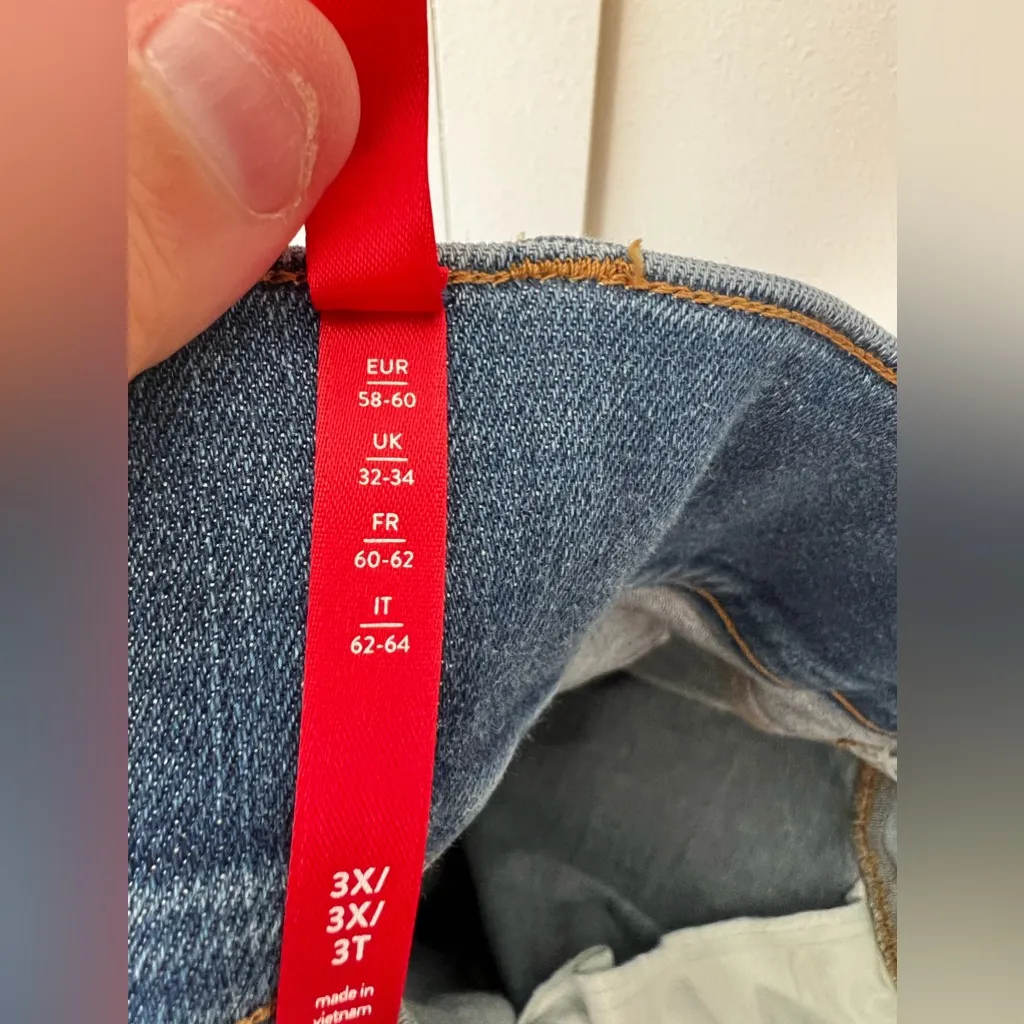 EUR
58-60
UK
32-34
FR
60-62
IT
62-64
3X/
3X/
3T
made in
vietnam